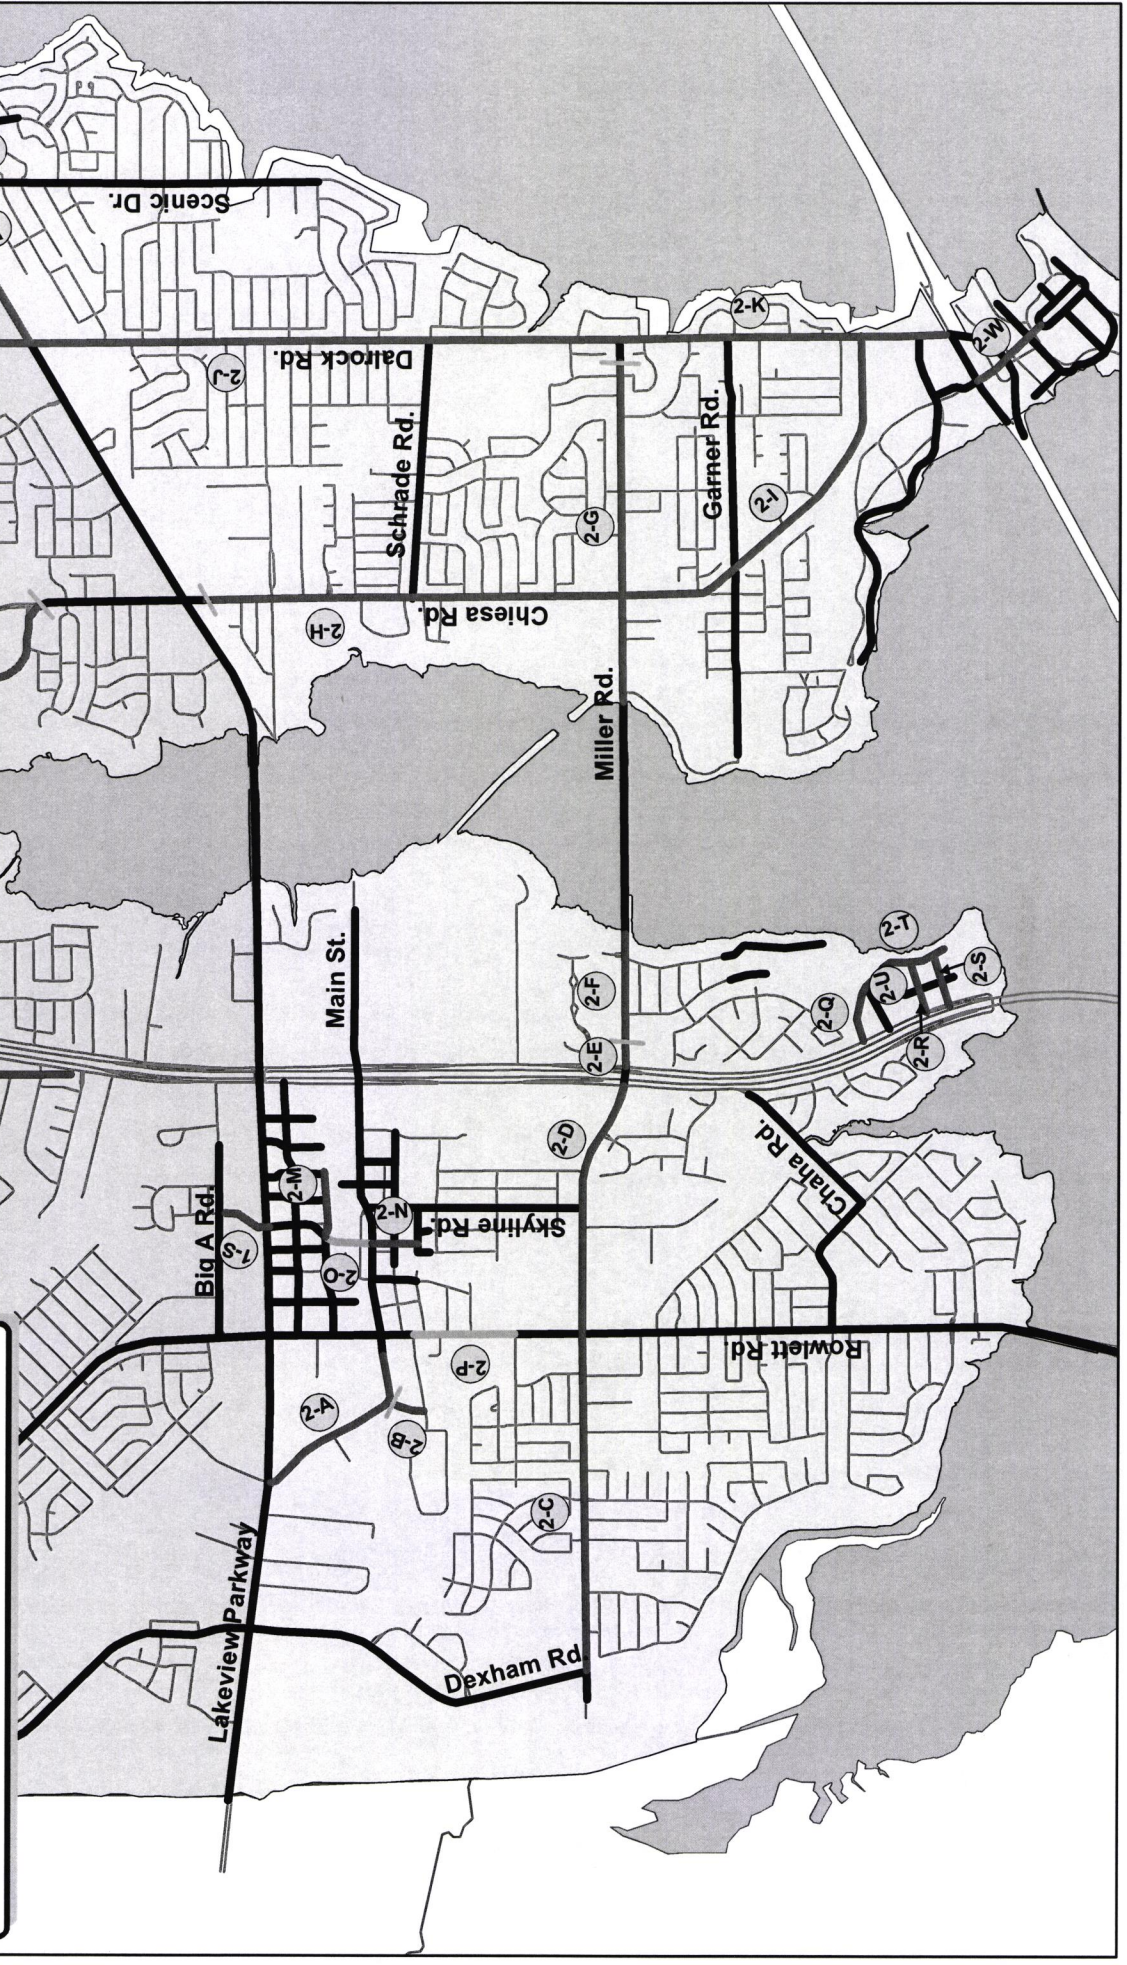 Scenic Dr.
2-K
2-W
Dalrock Rd.
2-J
Schrade Rd.
Garner Rd.
2-G
2-I
Chiesa Rd.
2-H
Miller Rd.
Main St.
2-T
2-S
2-U
2-Q
2-R
2-F
2-E
2-D
Chaha Rd.
2-M
Big A Rd.
2-N
Skyline Rd.
1-S
2-O
Rowlett Rd.
2-P
2-A
2-B
2-C
Lakeview Parkway
Dexham Rd.